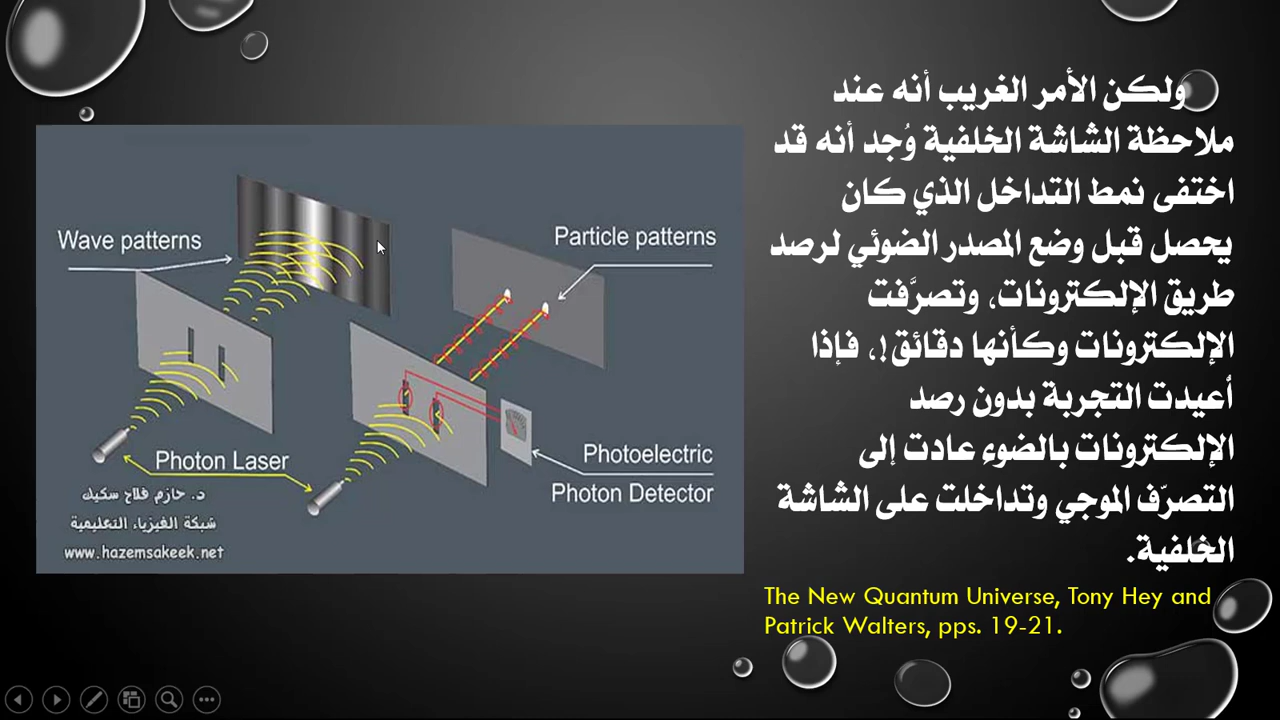 ولكن الأمر الغريب أنه عند
ملاحظة الشاشة الخلفية وُجد أنه قد
اختفى نمط التداخل الذي كان
يحصل قبل وضع المصدر الضوئي لرصد
طريق الإلكترونات، وتصرَّفت
الإلكترونات وكأنها دقائق!، فإذا
أعيدت التجربة بدون رصد
الإلكترونات بالضوء عادت إلى
التصرّف الموجي وتداخلت على الشاشة
الخلفية.
The New Quantum Universe, Tony Hey and
Patrick Walters, pps. 19-21.
Wave patterns
Particle patterns
Photon Laser
Photoelectric
Photon Detector
د. حازم فلاح سكيك
شبكة الفيزياء التعليمية
www.hazemsakeek.net